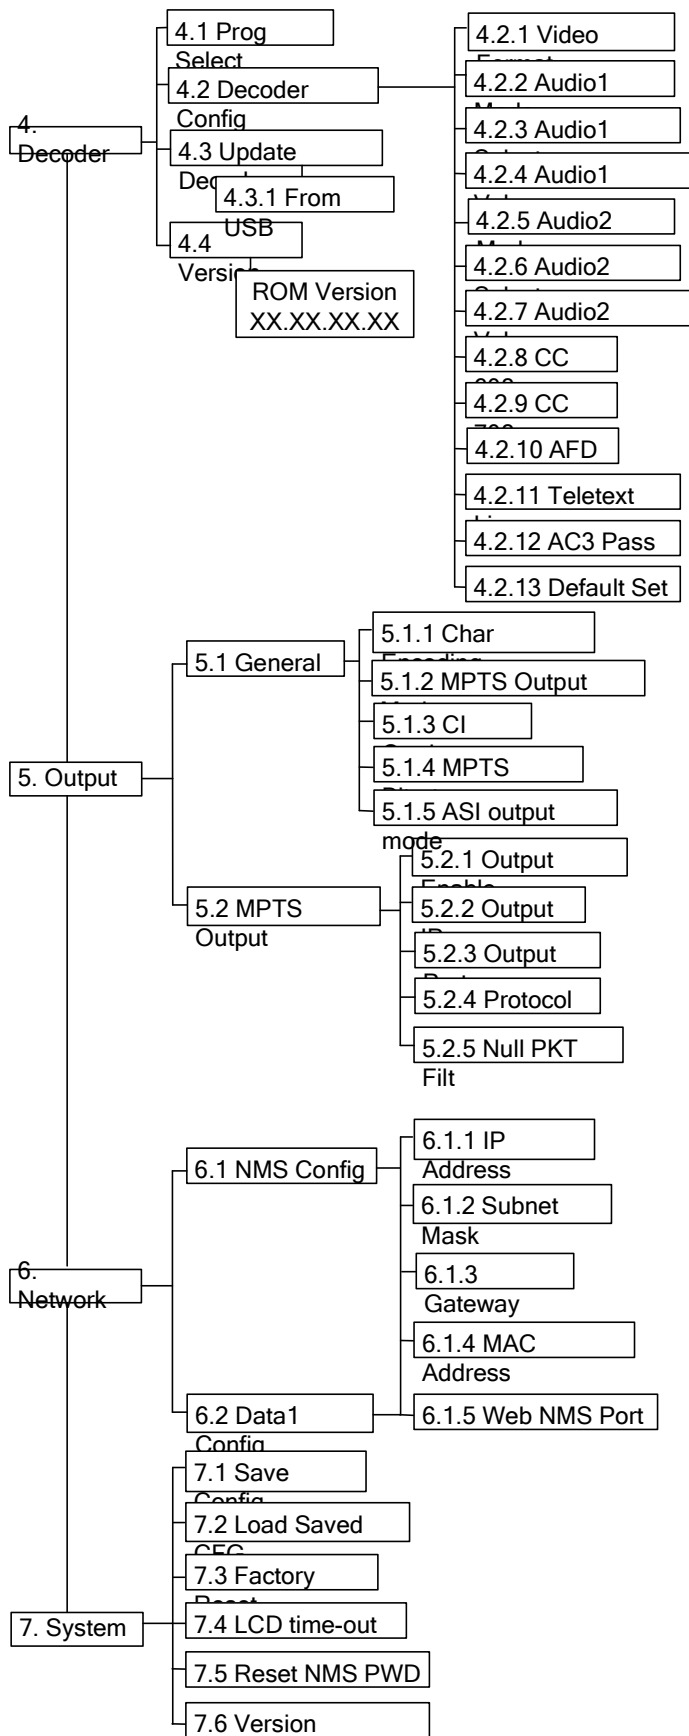 4.
Decoder
4.1 Prog
Select
4.2 Decoder
Config
4.3 Update
4.3.1 From
USB
4.4
Version
ROM Version
XX.XX.XX.XX
4.2.1 Video
4.2.2 Audio1
4.2.3 Audio1
4.2.4 Audio1
4.2.5 Audio2
4.2.6 Audio2
4.2.7 Audio2
4.2.8 CC
4.2.9 CC
4.2.10 AFD
4.2.11 Teletext
4.2.12 AC3 Pass
4.2.13 Default Set
5. Output
5.1 General
5.1.1 Char
Encoding
5.1.2 MPTS Output
5.1.3 CI
5.1.4 MPTS
5.1.5 ASI output
mode
5.2 MPTS
Output
5.2.1 Output
Enable
5.2.2 Output
IP
5.2.3 Output
5.2.4 Protocol
5.2.5 Null PKT
Filt
6.
Network
6.1 NMS Config
6.1.1 IP
Address
6.1.2 Subnet
Mask
6.1.3
Gateway
6.1.4 MAC
Address
6.1.5 Web NMS Port
6.2 Data1
Config
7. System
7.1 Save
Config
7.2 Load Saved
CFG
7.3 Factory
Reset
7.4 LCD time-out
7.5 Reset NMS PWD
7.6 Version